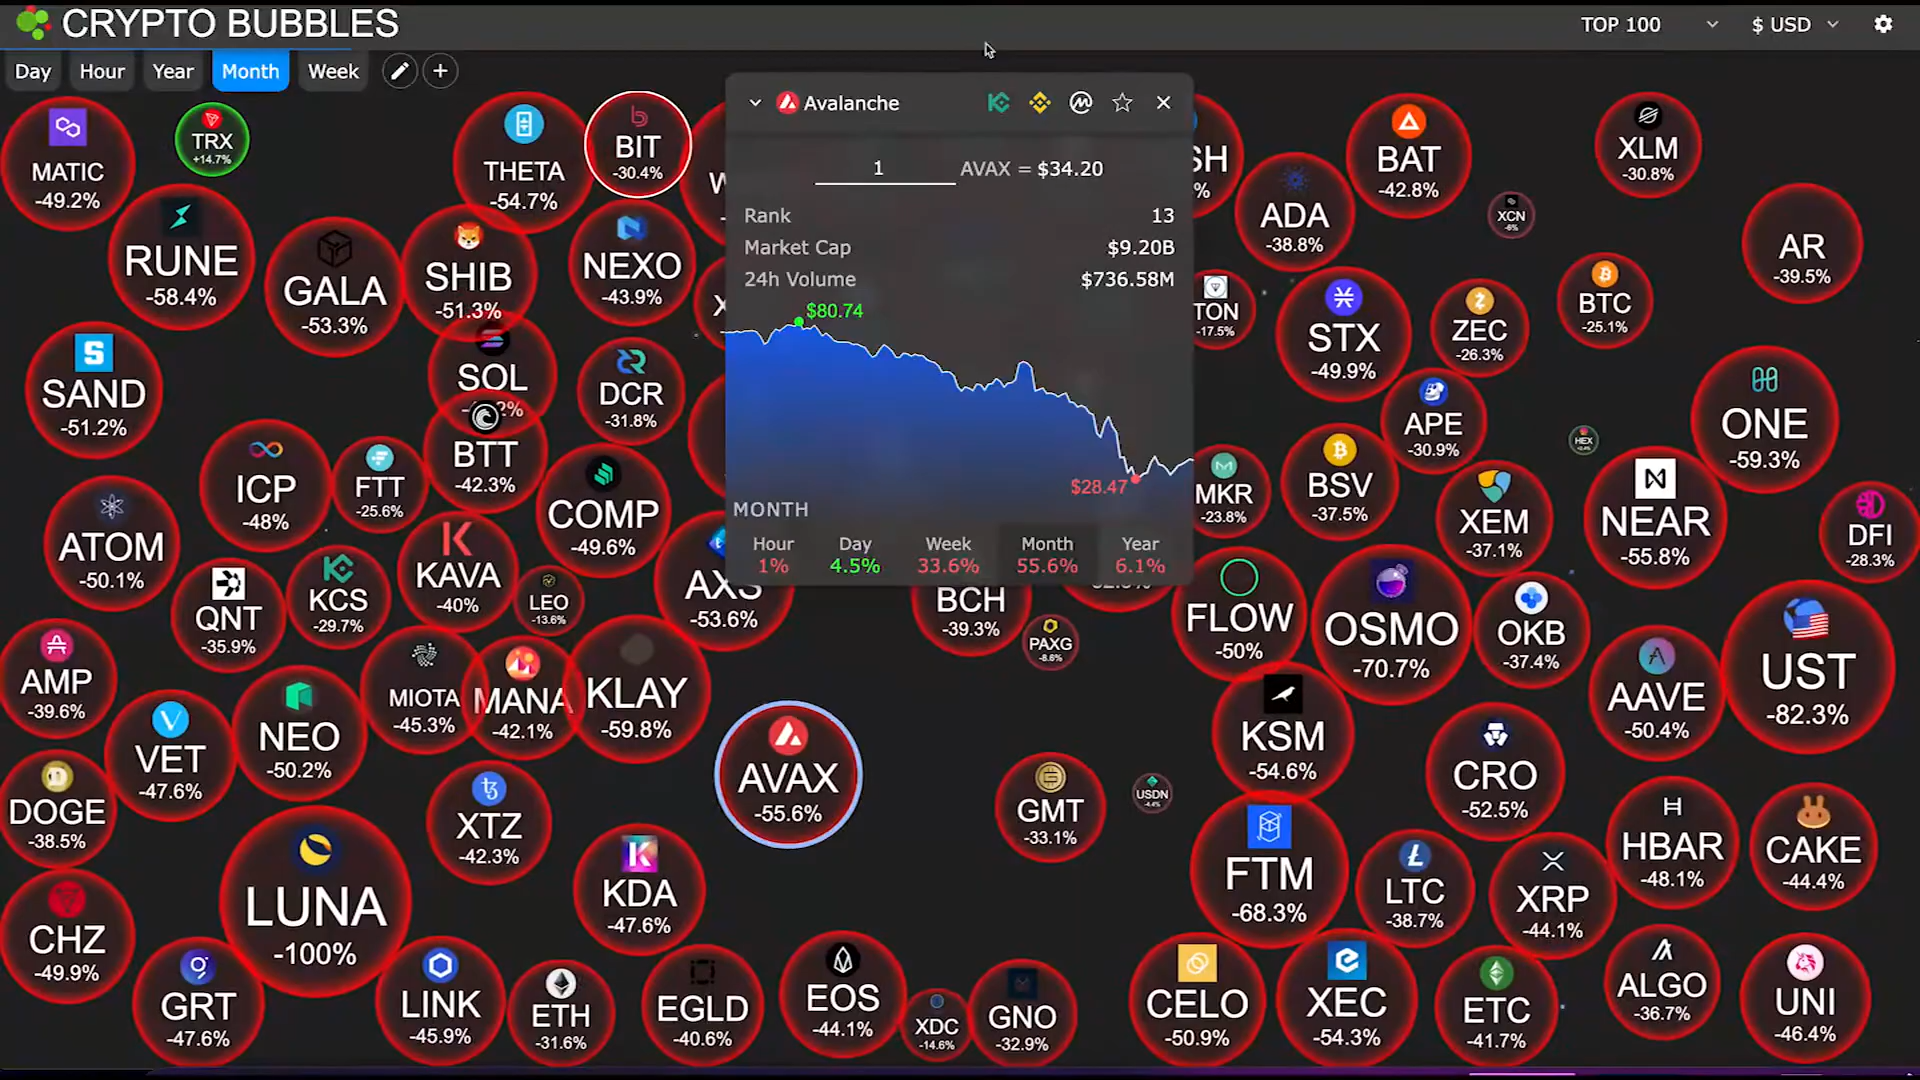 CRYPTO BUBBLES
TOP 100
$ USD
Day
Hour
Year
Month
Week
Avalanche
1
AVAX = $34.20
Rank 13
Market Cap $9.20B
24h Volume $736.58M
$80.74
$28.47
MONTH
Hour Day Week Month Year
1% 4.5% 33.6% 55.6% 6.1%
MATIC
-49.2%
TRX
+14.7%
THETA
-54.7%
BIT
-30.4%
BAT
-42.8%
XLM
-30.8%
RUNE
-58.4%
GALA
-53.3%
SHIB
-51.3%
NEXO
-43.9%
ADA
-38.8%
XCN
-6%
AR
-39.5%
SAND
-51.2%
SOL
DCR
-31.8%
TON
-17.5%
STX
-49.9%
ZEC
-26.3%
BTC
-25.1%
ICP
-48%
FTT
-25.6%
BTT
-42.3%
COMP
-49.6%
MKR
-23.8%
BSV
-37.5%
APE
-30.9%
HEX
ONE
-59.3%
ATOM
-50.1%
QNT
-35.9%
KCS
-29.7%
KAVA
-40%
LEO
-13.6%
AXS
-53.6%
BCH
-39.3%
PAXG
-8.6%
FLOW
-50%
XEM
-37.1%
NEAR
-55.8%
DFI
-28.3%
AMP
-39.6%
VET
-47.6%
NEO
-50.2%
MIOTA
-45.3%
MANA
-42.1%
KLAY
-59.8%
OSMO
-70.7%
OKB
-37.4%
AAVE
-50.4%
UST
-82.3%
DOGE
-38.5%
XTZ
-42.3%
AVAX
-55.6%
GMT
-33.1%
USDN
-4.4%
KSM
-54.6%
CRO
-52.5%
CHZ
-49.9%
LUNA
-100%
KDA
-47.6%
FTM
-68.3%
LTC
-38.7%
XRP
-44.1%
HBAR
-48.1%
CAKE
-44.4%
GRT
-47.6%
LINK
-45.9%
ETH
-31.6%
EGLD
-40.6%
EOS
-44.1%
XDC
-14.6%
GNO
-32.9%
CELO
-50.9%
XEC
-54.3%
ETC
-41.7%
ALGO
-36.7%
UNI
-46.4%